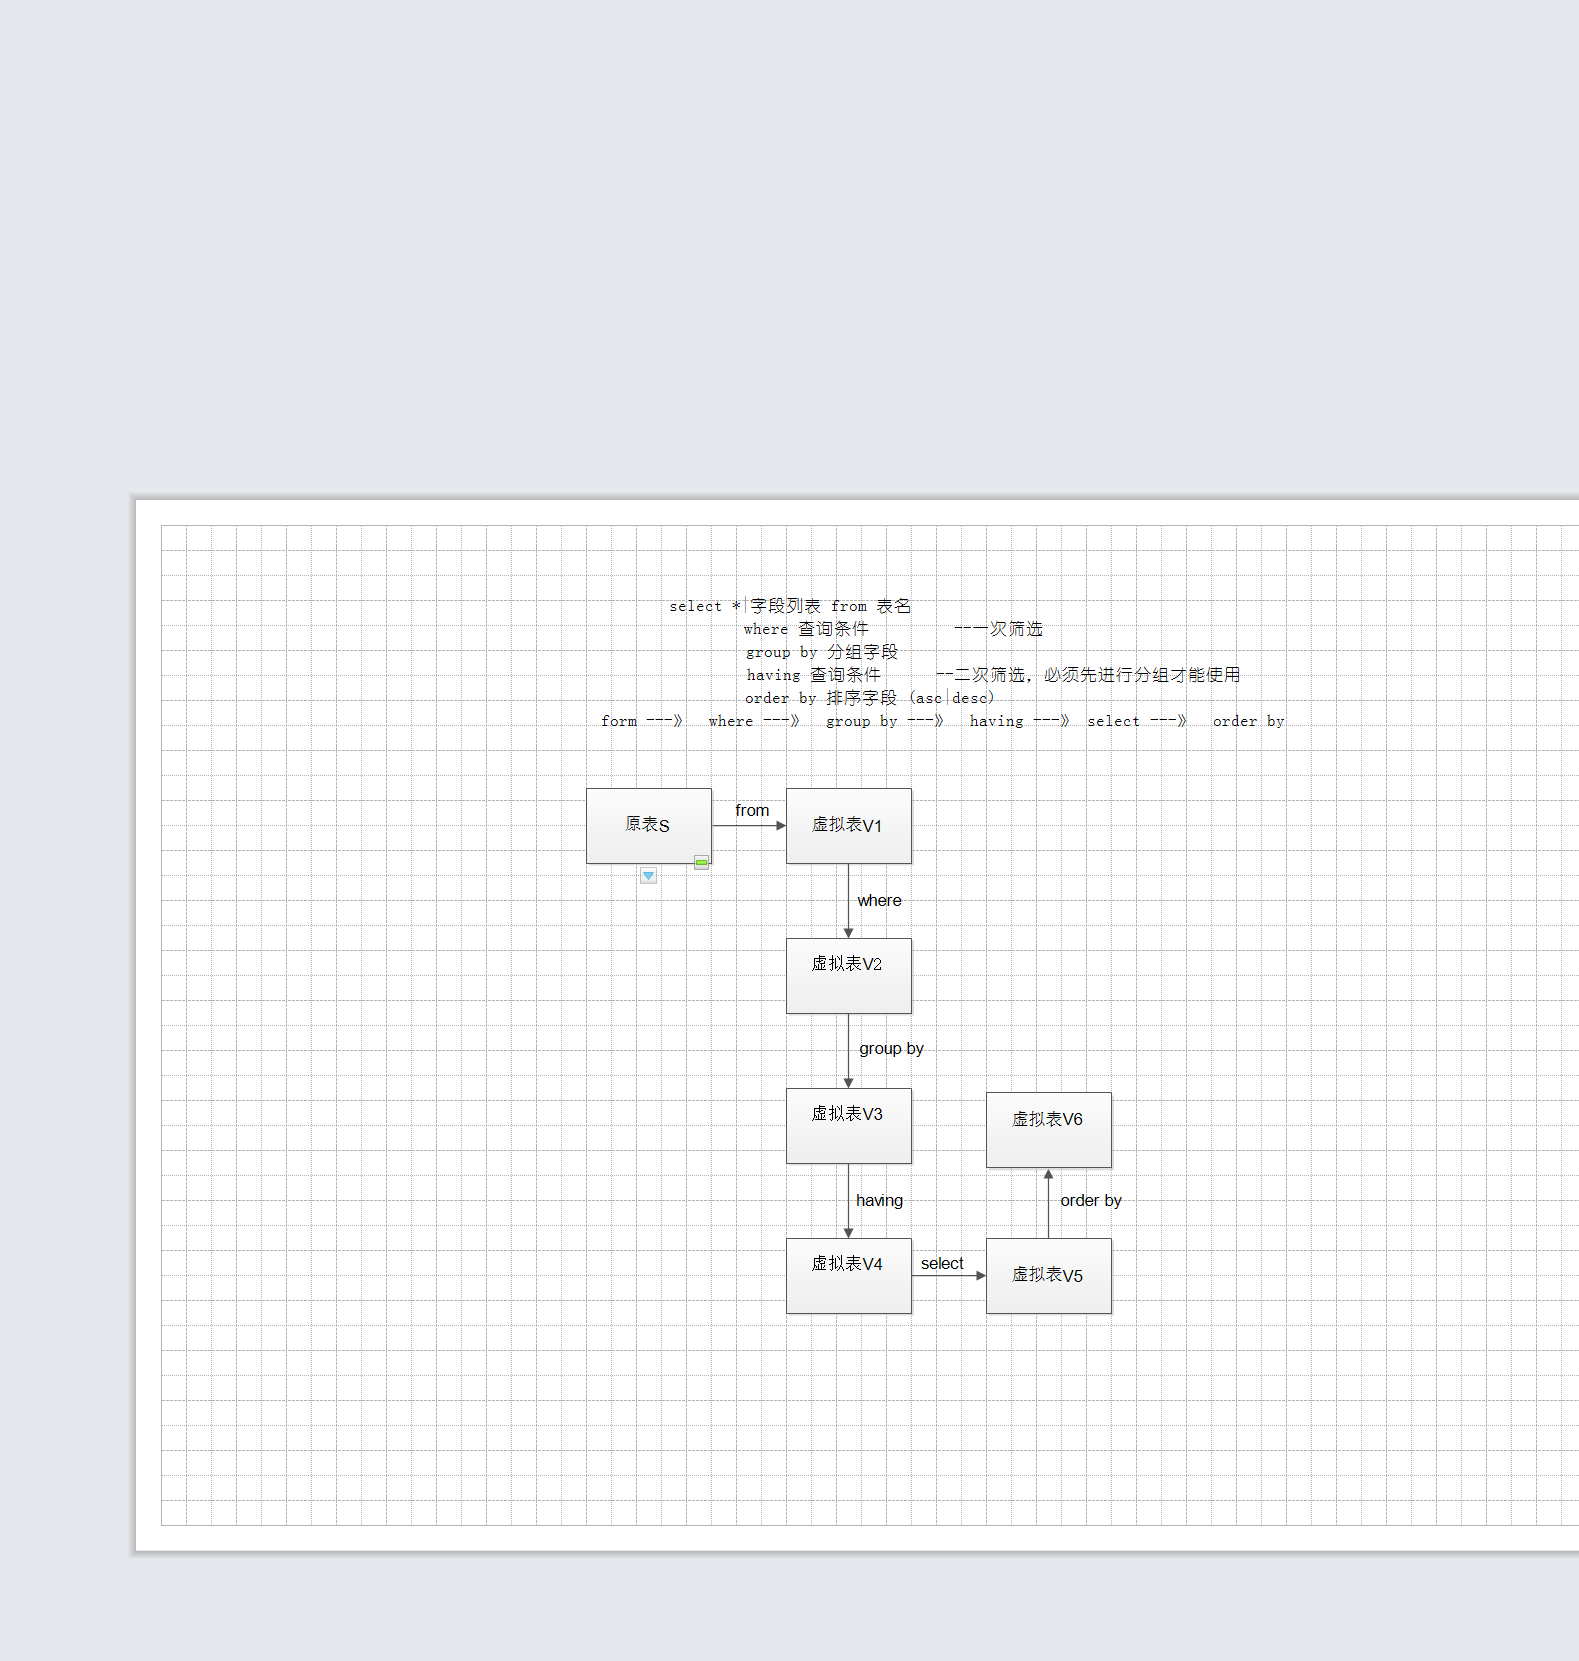 select *|字段列表 from 表名
where 查询条件 --一次筛选
group by 分组字段
having 查询条件 --二次筛选，必须先进行分组才能使用
order by 排序字段 (asc|desc)
form ---》 where ---》 group by ---》 having ---》 select ---》 order by
原表S
from
虚拟表V1
where
虚拟表V2
group by
虚拟表V3
having
虚拟表V4
select
虚拟表V5
order by
虚拟表V6